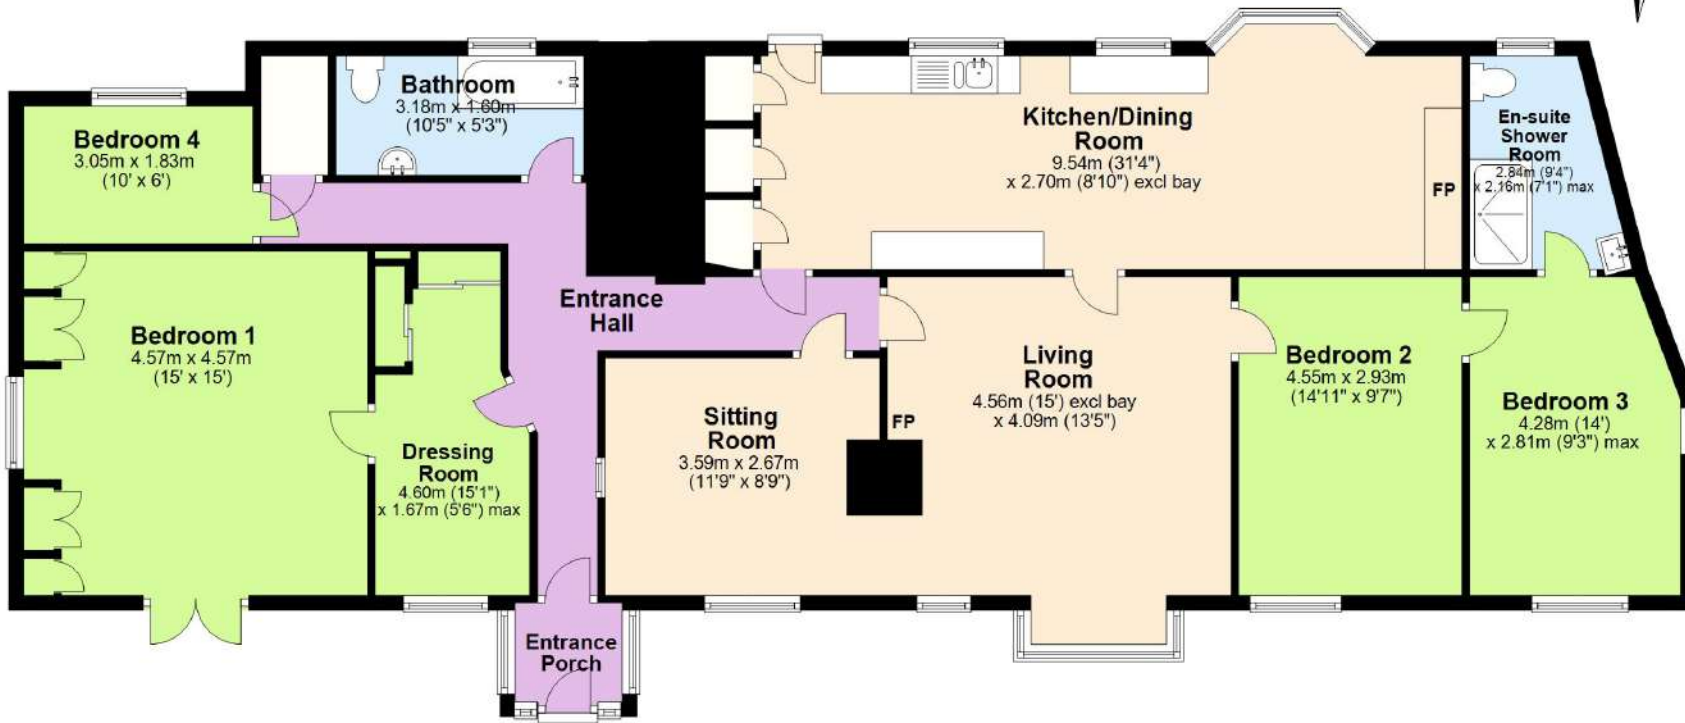 Bathroom
3.18m x 1.60m
(10'5" x 5'3")
Bedroom 4
3.05m x 1.83m
(10' x 6')
Kitchen/Dining
Room
9.54m (31'4")
x 2.70m (8'10") excl bay
FP
En-suite
Shower
Room
2.84m (9'4")
x 2.16m (7'1") max
Entrance
Hall
Bedroom 1
4.57m x 4.57m
(15' x 15')
Dressing
Room
4.60m (15'1")
x 1.67m (5'6") max
Sitting
Room
3.59m x 2.67m
(11'9" x 8'9")
FP
Living
Room
4.56m (15') excl bay
x 4.09m (13'5")
Bedroom 2
4.55m x 2.93m
(14'11" x 9'7")
Bedroom 3
4.28m (14')
x 2.81m (9'3") max
Entrance
Porch